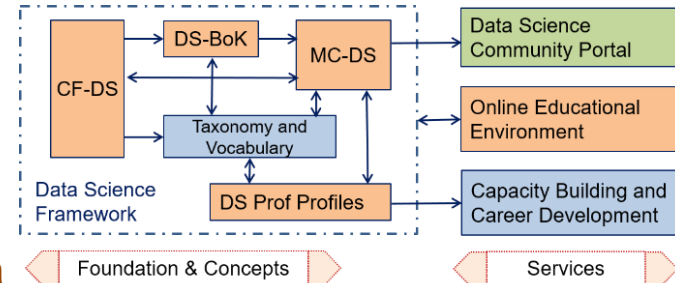 DS-BoK
MC-DS
CF-DS
Taxonomy and
Vocabulary
DS Prof Profiles
Data Science
Framework
Data Science
Community Portal
Online Educational
Environment
Capacity Building and
Career Development
Foundation & Concepts
Services